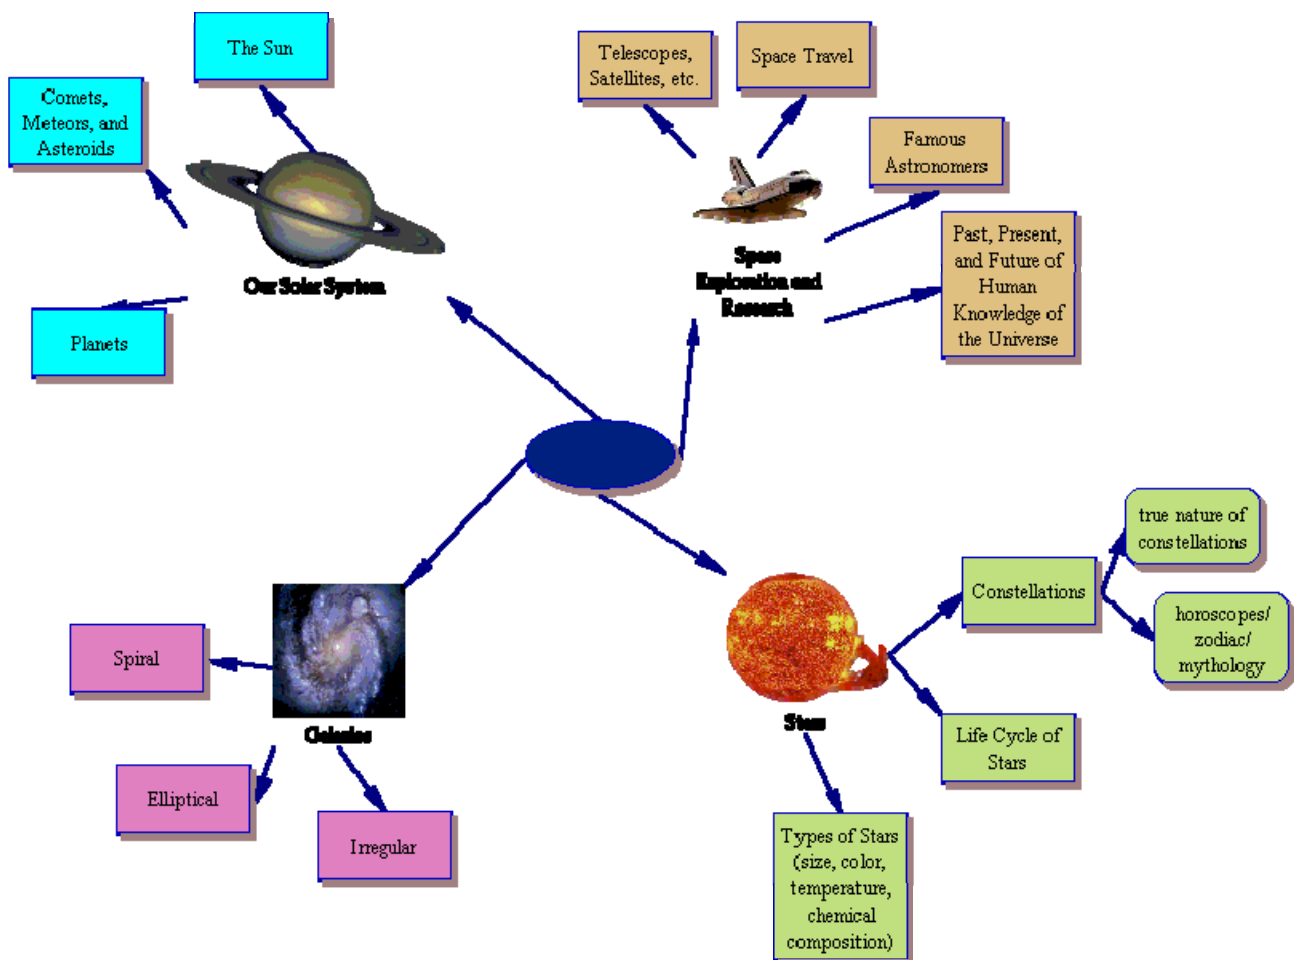 The Sun
Comets,
Meteors, and
Asteroids
Our Solar System
Planets
Telescopes,
Satellites, etc.
Space Travel
Famous
Astronomers
Space
Exploration and
Research
Past, Present,
and Future of
Human
Knowledge of
the Universe
Spiral
Galaxies
Elliptical
Irregular
Stars
Constellations
true nature of
constellations
horoscopes/
zodiac/
mythology
Life Cycle of
Stars
Types of Stars
(size, color,
temperature,
chemical
composition)